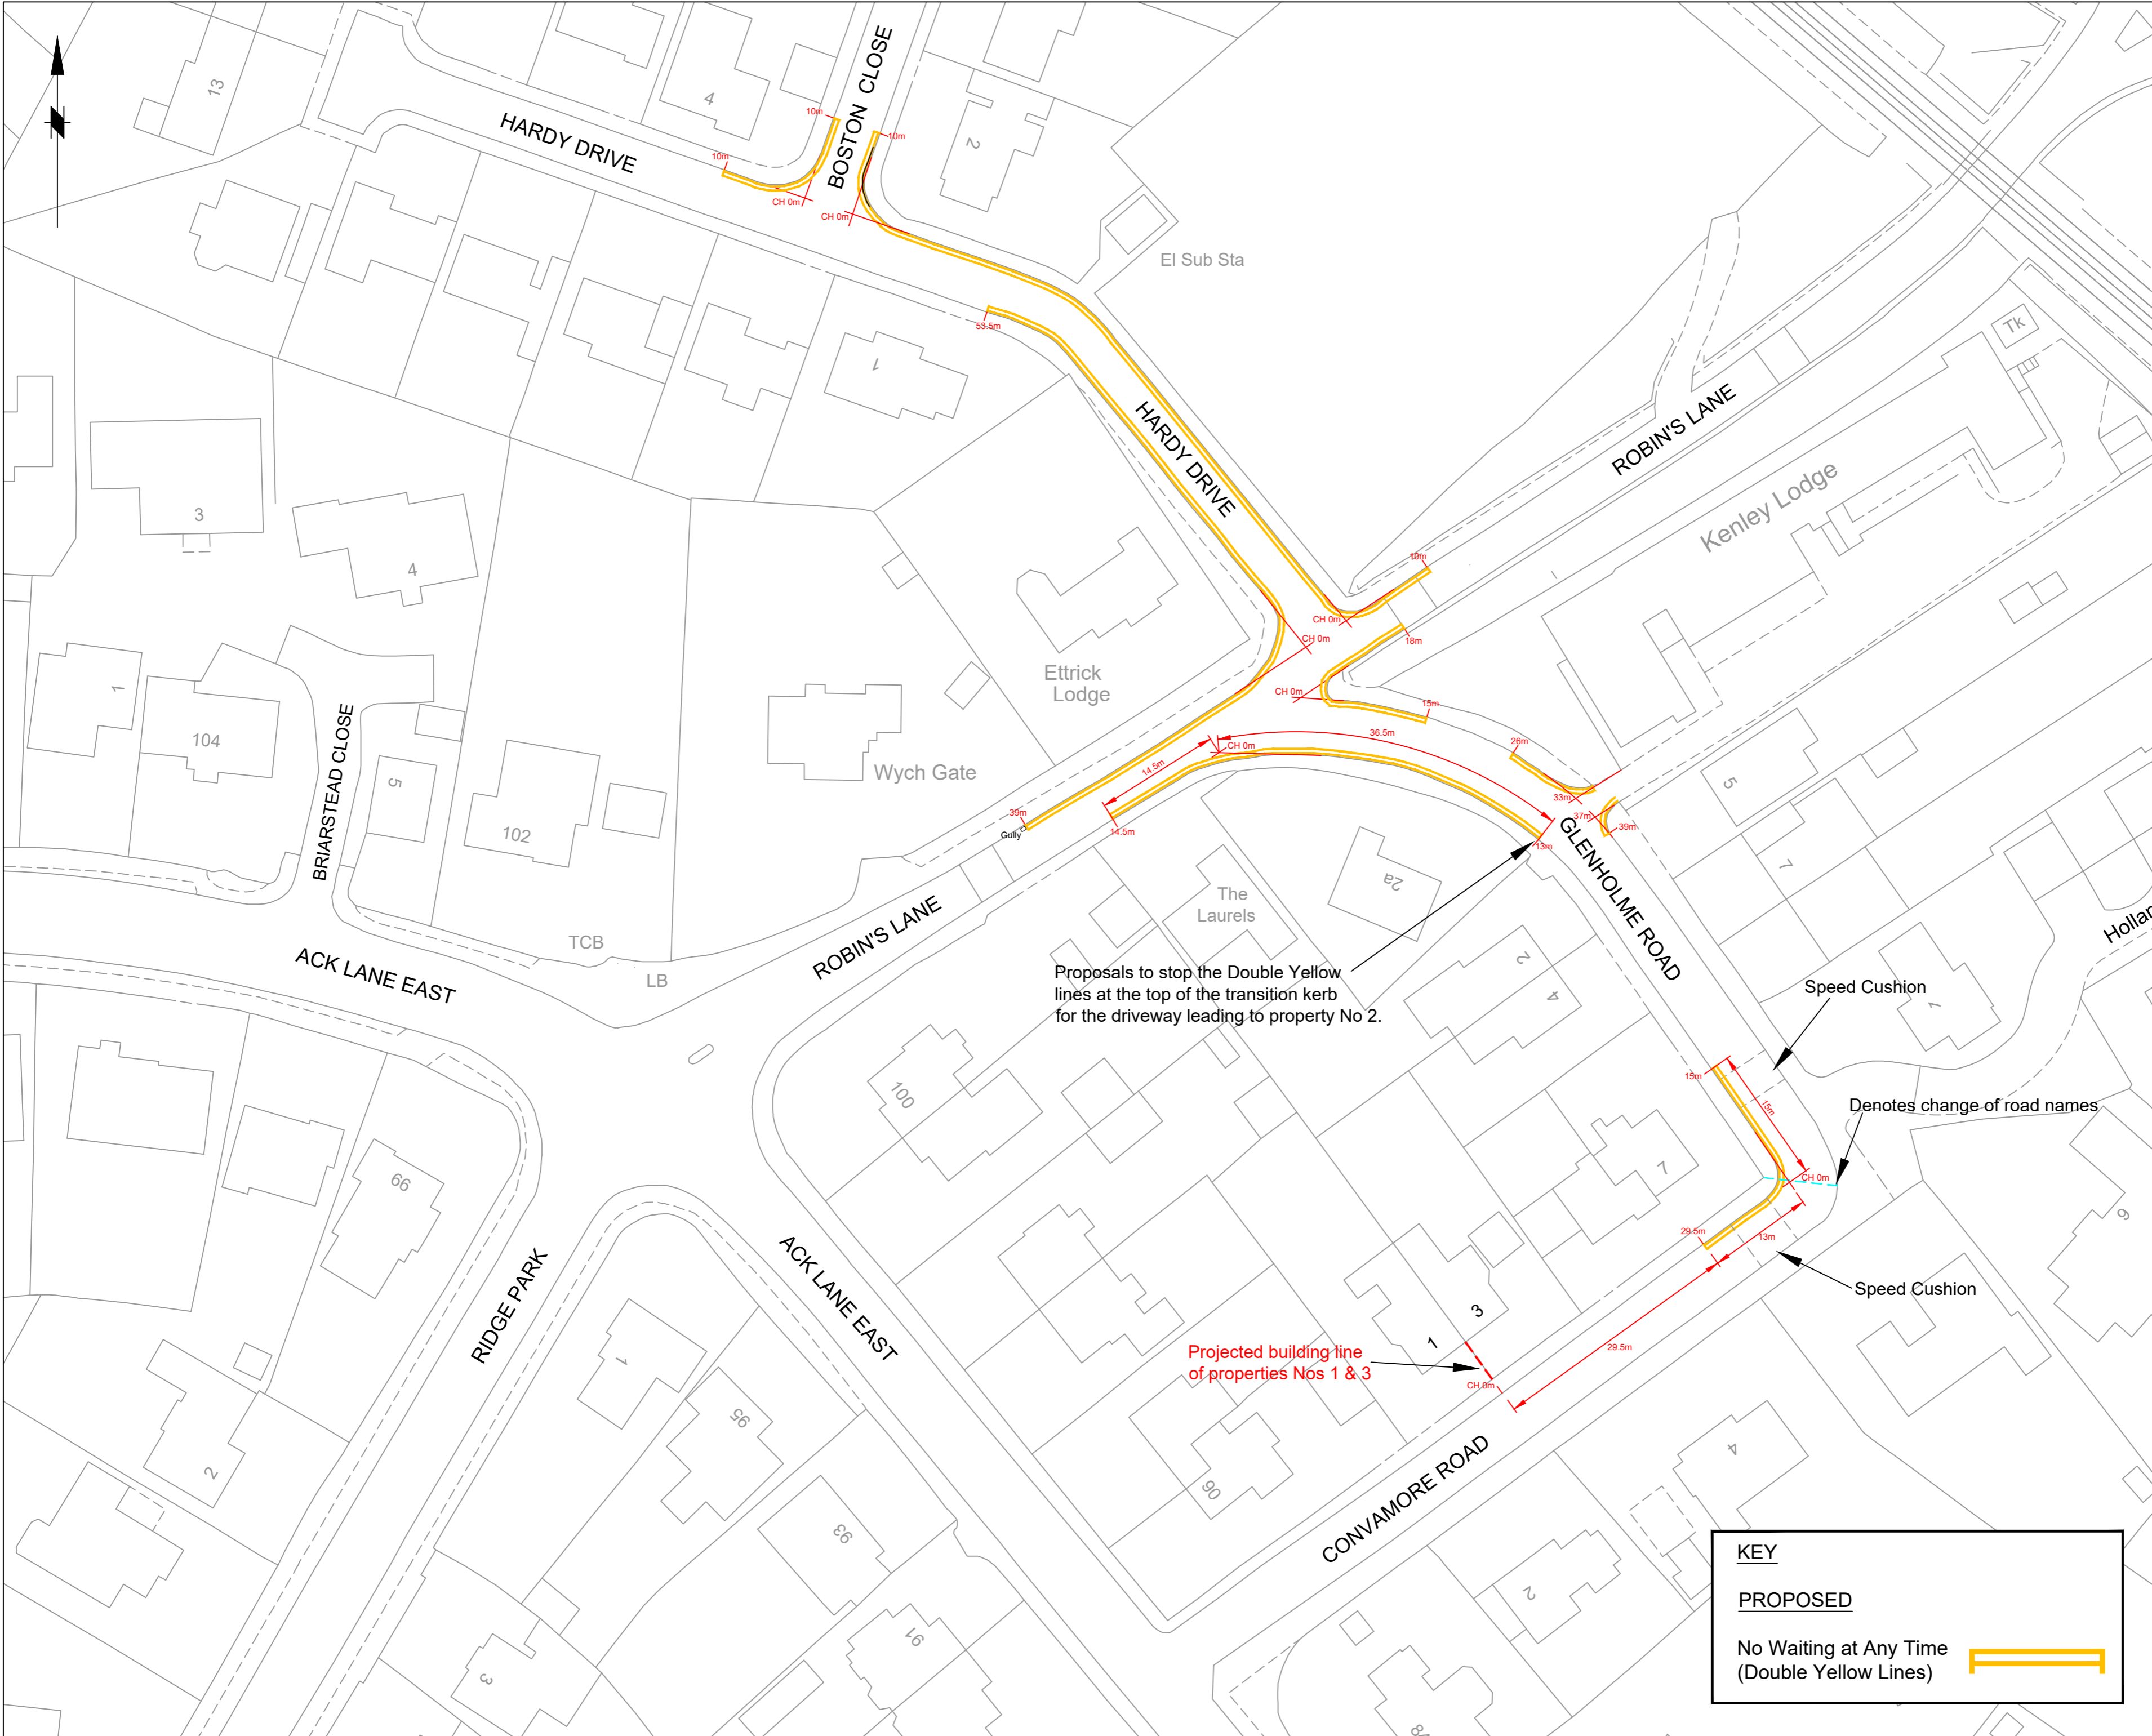 13
4
2
BOSTON CLOSE
HARDY DRIVE
10m
10m
10m
CH 0m
CH 0m
El Sub Sta
53.5m
1
Tk
HARDY DRIVE
ROBIN'S LANE
Kenley Lodge
3
4
10m
CH 0m
CH 0m
18m
Ettrick
Lodge
CH 0m
15m
1
104
BRIARSTEAD CLOSE
5
102
Wych Gate
36.5m
CH 0m
14.5m
26m
33m
37m
39m
5
39m
Gully
14.5m
13m
GLENHOLME ROAD
7
The
Laurels
2a
TCB
LB
ROBIN'S LANE
ACK LANE EAST
Proposals to stop the Double Yellow
lines at the top of the transition kerb
for the driveway leading to property No 2.
2
4
Hollan
Speed Cushion
1
100
15m
15m
Denotes change of road names
99
7
CH 0m
9
29.5m
13m
RIDGE PARK
ACK LANE EAST
Speed Cushion
3
1
Projected building line
of properties Nos 1 & 3
CH 0m
29.5m
1
95
2
96
4
CONVAMORE ROAD
93
2
91
3
KEY
PROPOSED
No Waiting at Any Time
(Double Yellow Lines)